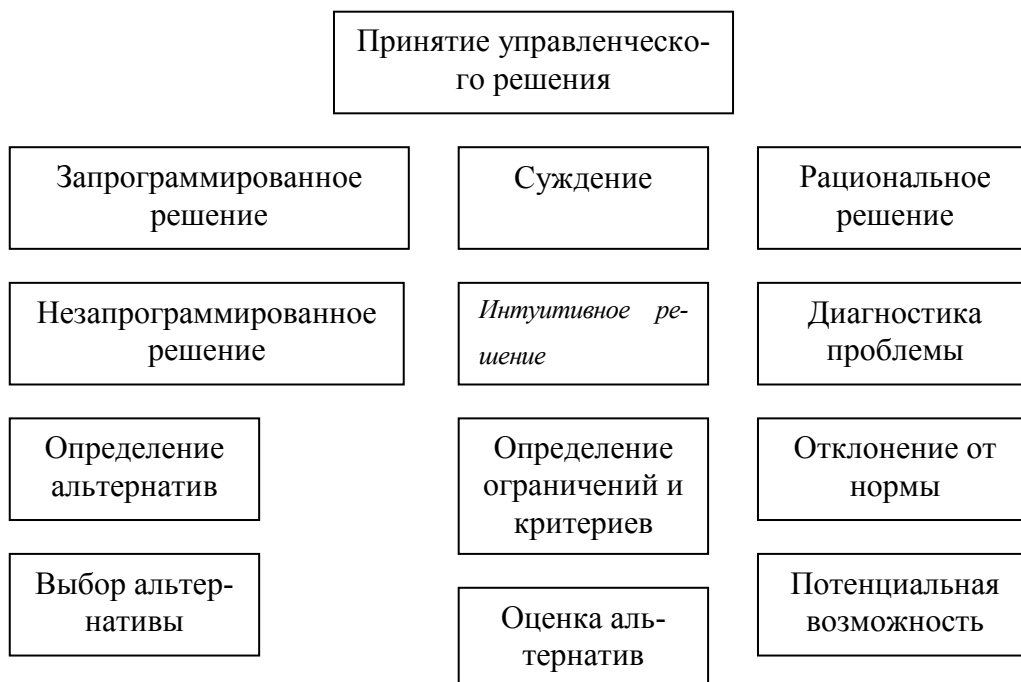 Принятие управленческо-
го решения
Запрограммированное
решение
Суждение
Рациональное
решение
Незапрограммированное
решение
Интуитивное ре-
шение
Диагностика
проблемы
Определение
альтернатив
Определение
ограничений и
критериев
Отклонение от
нормы
Выбор альтер-
нативы
Оценка аль-
тернатив
Потенциальная
возможность